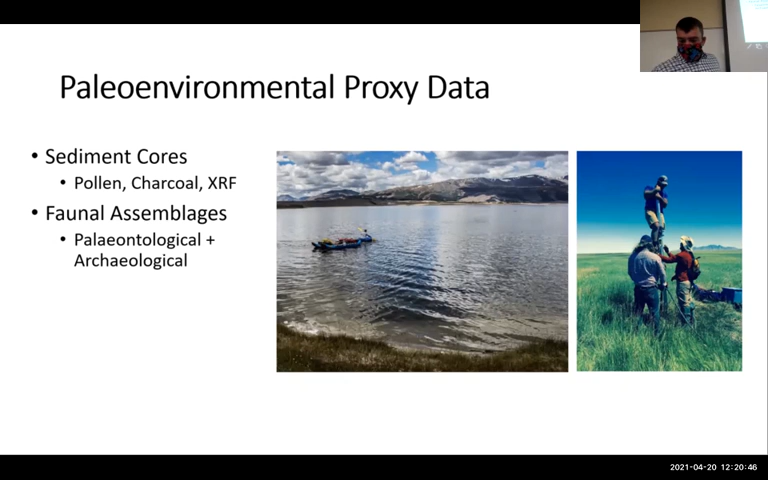 Paleoenvironmental Proxy Data
• Sediment Cores
• Pollen, Charcoal, XRF
• Faunal Assemblages
• Palaeontological +
Archaeological
2021-04-20 12:20:46